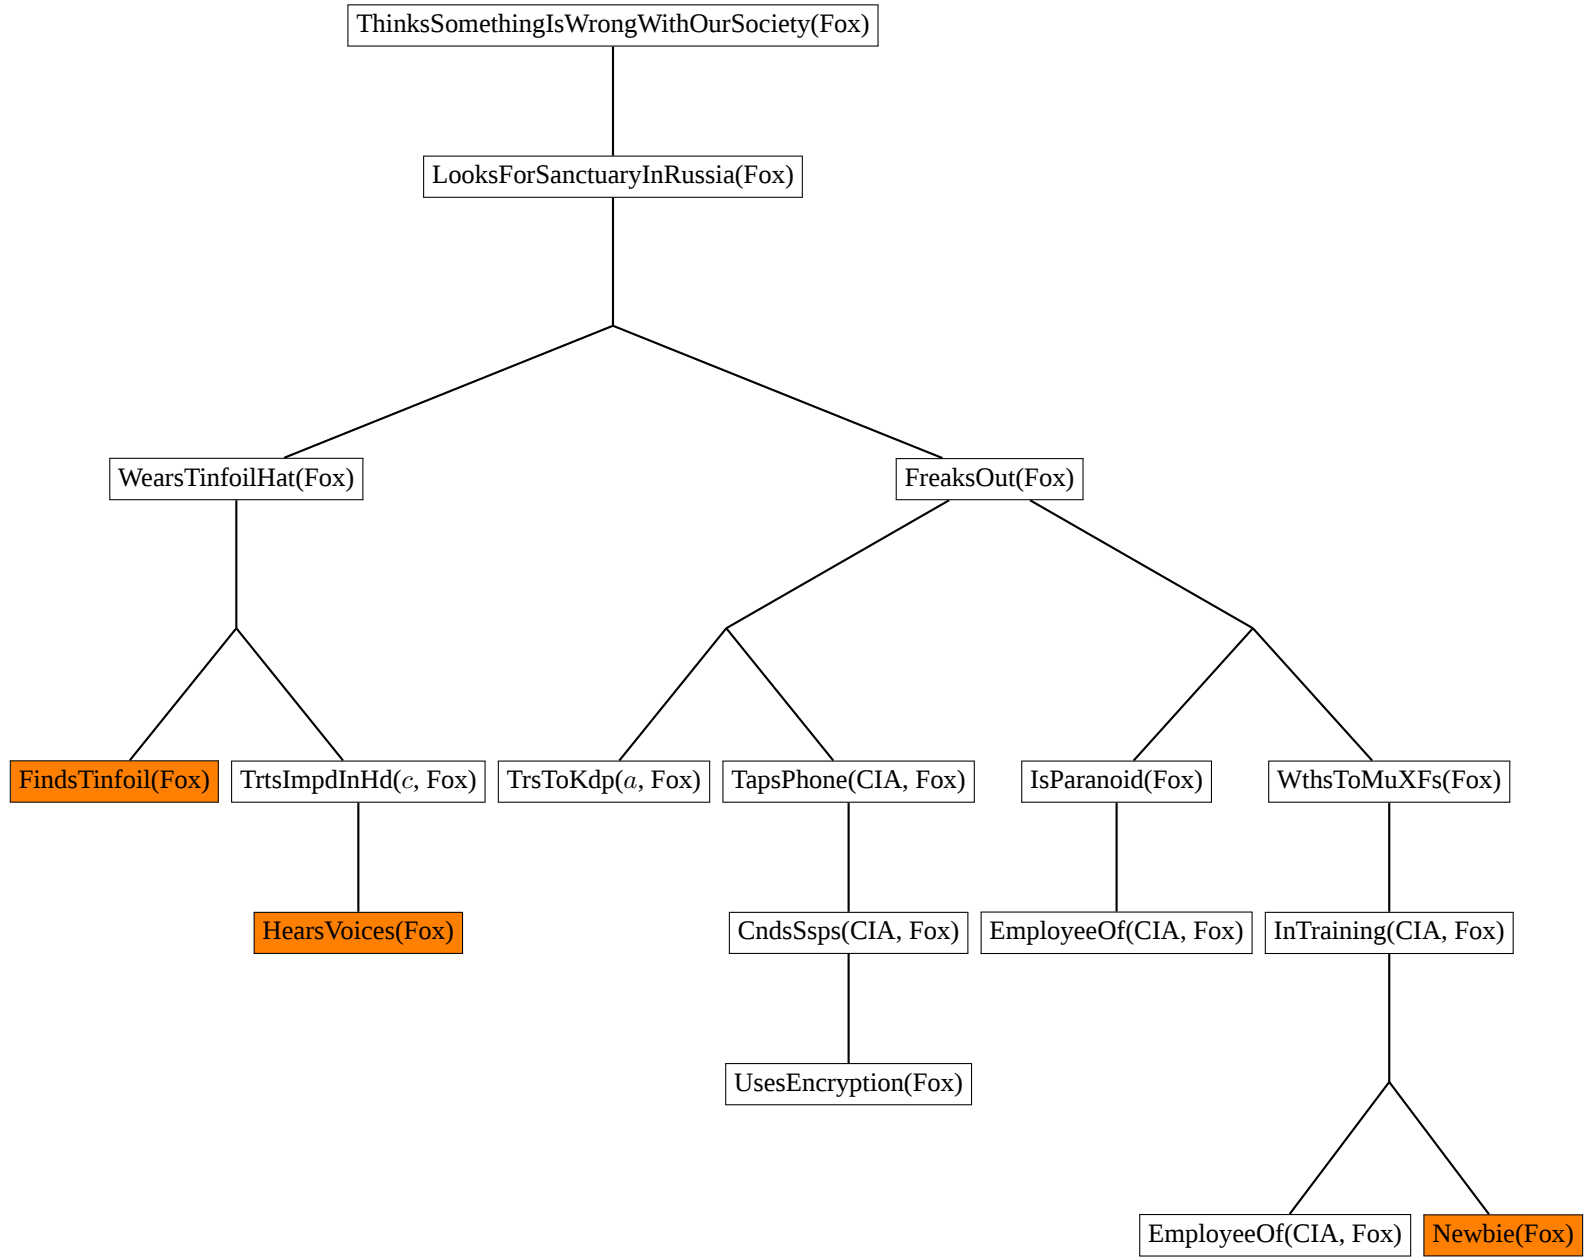 ThinksSomethingIsWrongWithOurSociety(Fox)
LooksForSanctuaryInRussia(Fox)
WearsTinfoilHat(Fox)
FreaksOut(Fox)
FindsTinfoil(Fox)
TrtsImpdInHd(c, Fox)
TrsToKdp(a, Fox)
TapsPhone(CIA, Fox)
IsParanoid(Fox)
WthsToMuXFs(Fox)
HearsVoices(Fox)
CndsSsps(CIA, Fox)
EmployeeOf(CIA, Fox)
InTraining(CIA, Fox)
UsesEncryption(Fox)
EmployeeOf(CIA, Fox)
Newbie(Fox)